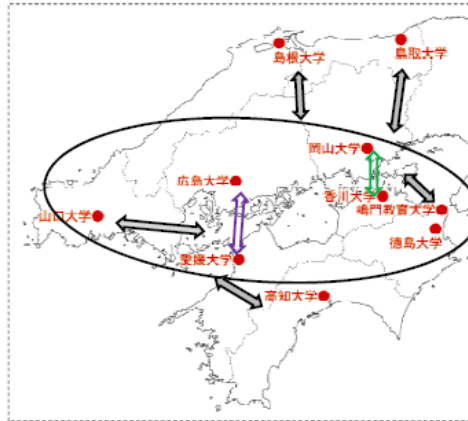 島根大学
鳥取大学
岡山大学
広島大学
香川大学
山口大学
鳴門教育大学
徳島大学
愛媛大学
高知大学